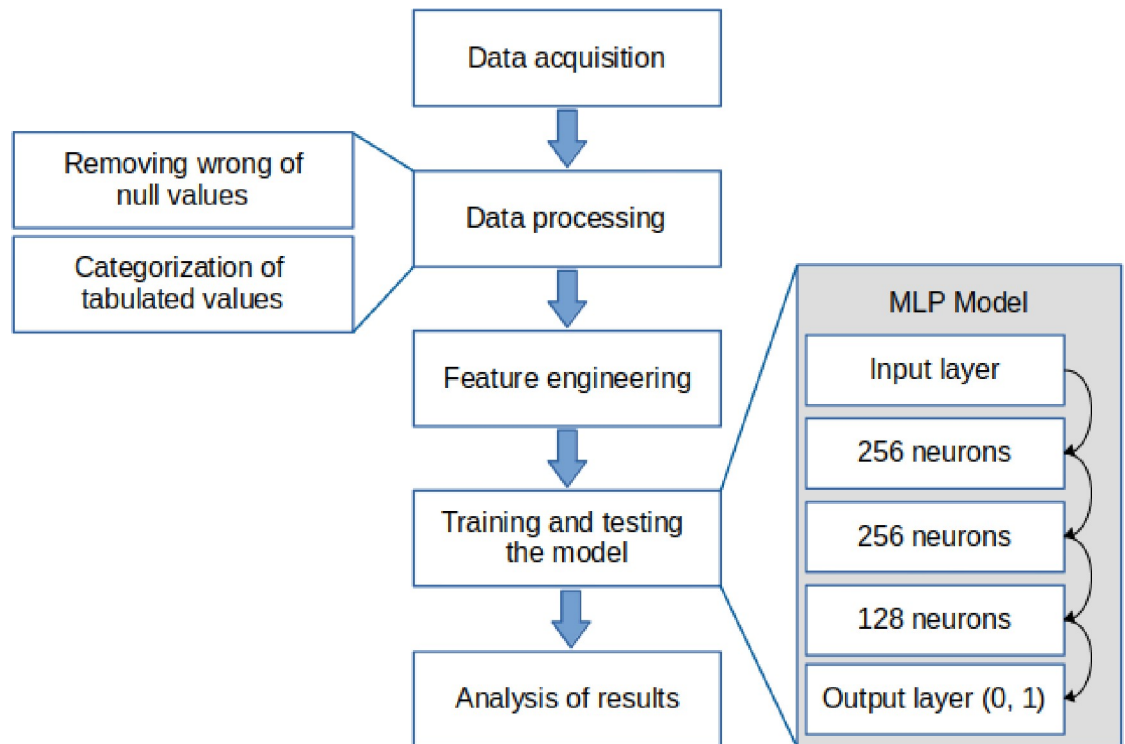 Data acquisition
Removing wrong of
null values
Data processing
Categorization of
tabulated values
MLP Model
Feature engineering
Input layer
256 neurons
Training and testing
the model
256 neurons
128 neurons
Analysis of results
Output layer (0, 1)